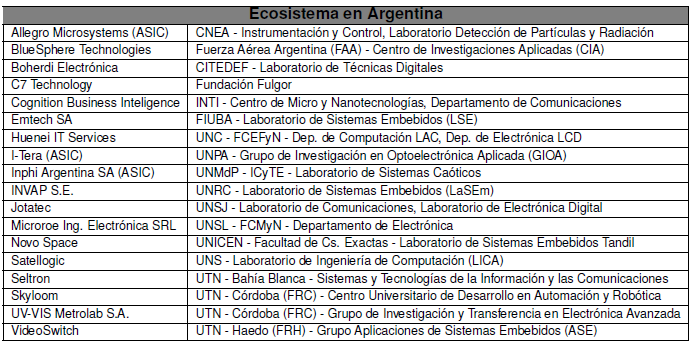 Ecosistema en Argentina
Allegro Microsystems (ASIC) CNEA - Instrumentación y Control, Laboratorio Detección de Partículas y Radiación
BlueSphere Technologies Fuerza Aérea Argentina (FAA) - Centro de Investigaciones Aplicadas (CIA)
Boherdi Electrónica CITEDEF - Laboratorio de Técnicas Digitales
C7 Technology Fundación Fulgor
Cognition Business Inteligence INTI - Centro de Micro y Nanotecnologías, Departamento de Comunicaciones
Emtech SA FIUBA - Laboratorio de Sistemas Embebidos (LSE)
Huenei IT Services UNC - FCEFyN - Dep. de Computación LAC, Dep. de Electrónica LCD
I-Tera (ASIC) UNPA - Grupo de Investigación en Optoelectrónica Aplicada (GIOA)
Inphi Argentina SA (ASIC) UNMdP - ICyTE - Laboratorio de Sistemas Caóticos
INVAP S.E. UNRC - Laboratorio de Sistemas Embebidos (LaSEm)
Jotatec UNSJ - Laboratorio de Comunicaciones, Laboratorio de Electrónica Digital
Microroe Ing. Electrónica SRL UNSL - FCMyN - Departamento de Electrónica
Novo Space UNICEN - Facultad de Cs. Exactas - Laboratorio de Sistemas Embebidos Tandil
Satellogic UNS - Laboratorio de Ingeniería de Computación (LICA)
Seltron UTN - Bahía Blanca - Sistemas y Tecnologías de la Información y las Comunicaciones
Skyloom UTN - Córdoba (FRC) - Centro Universitario de Desarrollo en Automación y Robótica
UV-VIS Metrolab S.A. UTN - Córdoba (FRC) - Grupo de Investigación y Transferencia en Electrónica Avanzada
VideoSwitch UTN - Haedo (FRH) - Grupo Aplicaciones de Sistemas Embebidos (ASE)